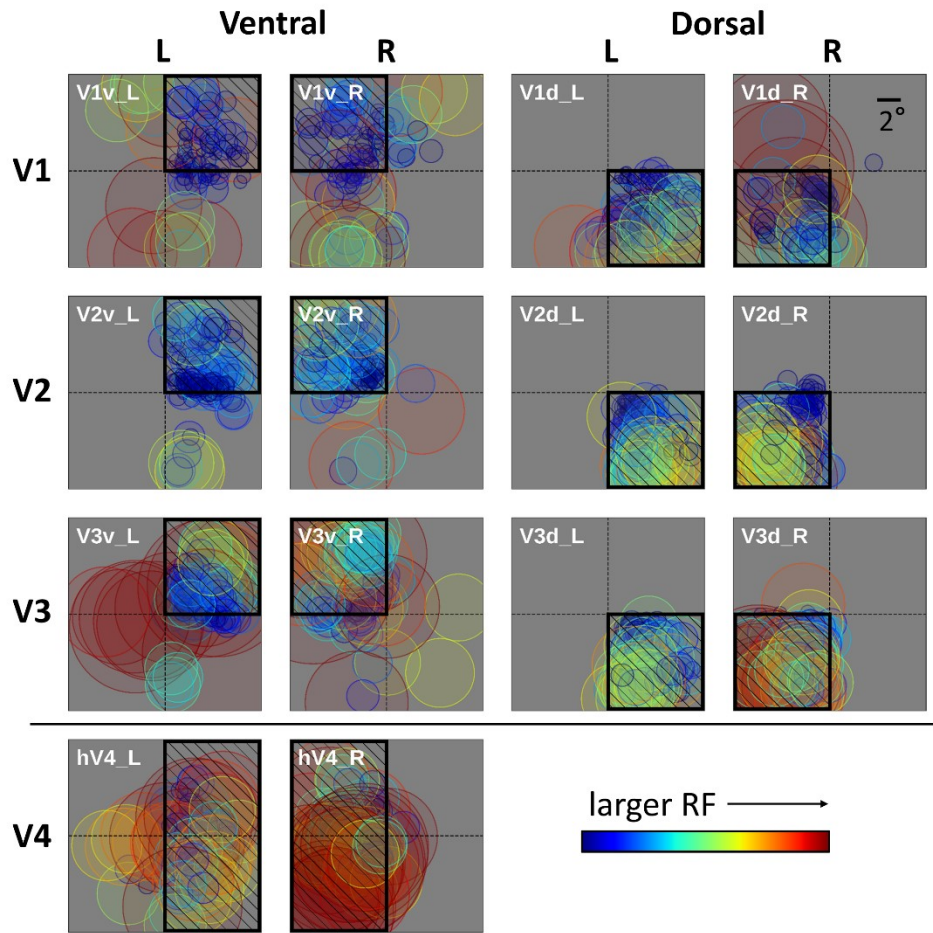 Ventral Dorsal
L R L R
V1
V1v_L V1v_R V1d_L V1d_R
2°
V2
V2v_L V2v_R V2d_L V2d_R
V3
V3v_L V3v_R V3d_L V3d_R
V4
hV4_L hV4_R
larger RF